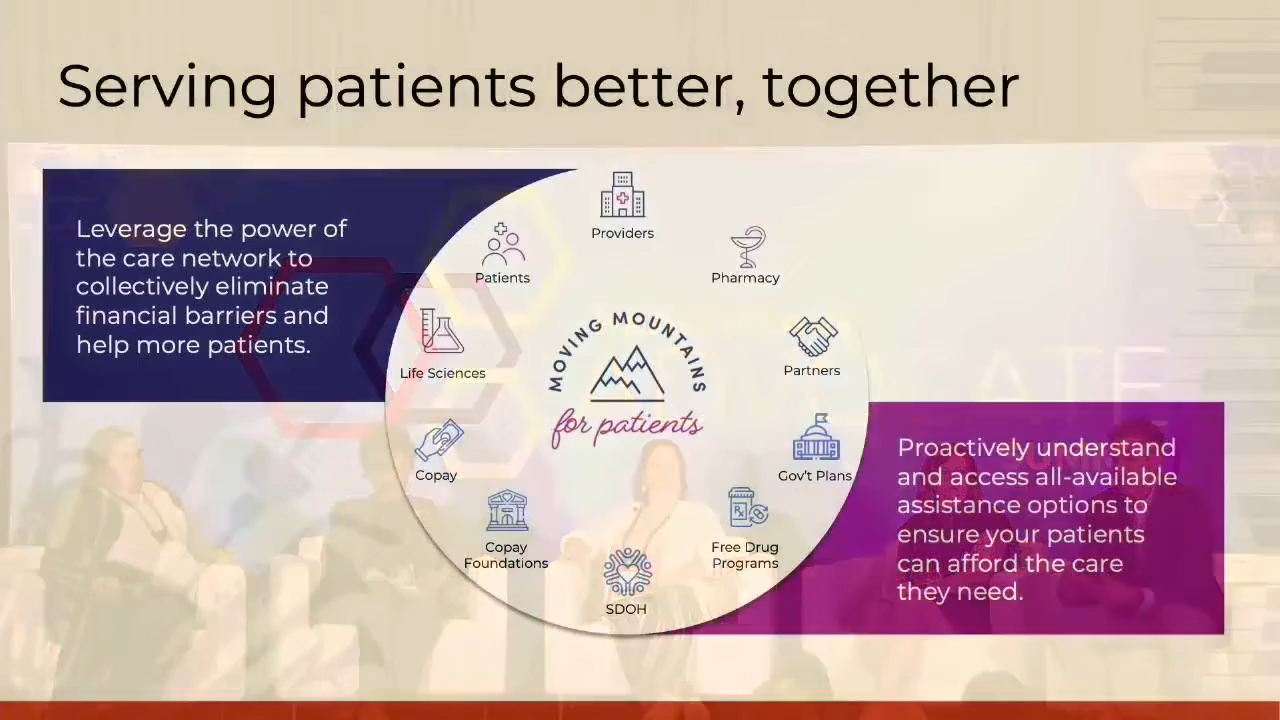 Serving patients better, together
Leverage the power of
the care network to
collectively eliminate
financial barriers and
help more patients.
Providers
Patients
Pharmacy
Life Sciences
MOVING MOUNTAINS
for patients
Partners
Copay
Gov't Plans
Copay
Foundations
Free Drug
Programs
SDOH
Proactively understand
and access all-available
assistance options to
ensure your patients
can afford the care
they need.